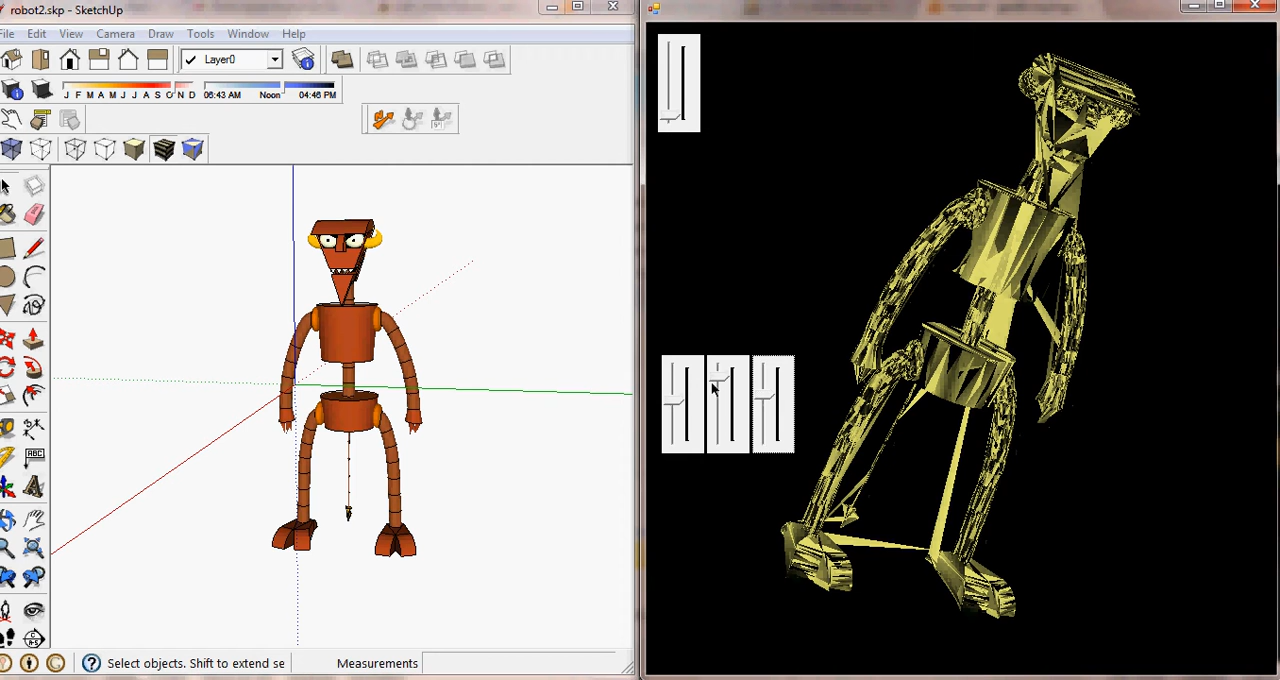 robot2.skp - SketchUp
File Edit View Camera Draw Tools Window Help
Layer0
J F M A M J J A S O N D 06:43 AM Noon 04:46 PM
ABC
Select objects. Shift to extend se
Measurements